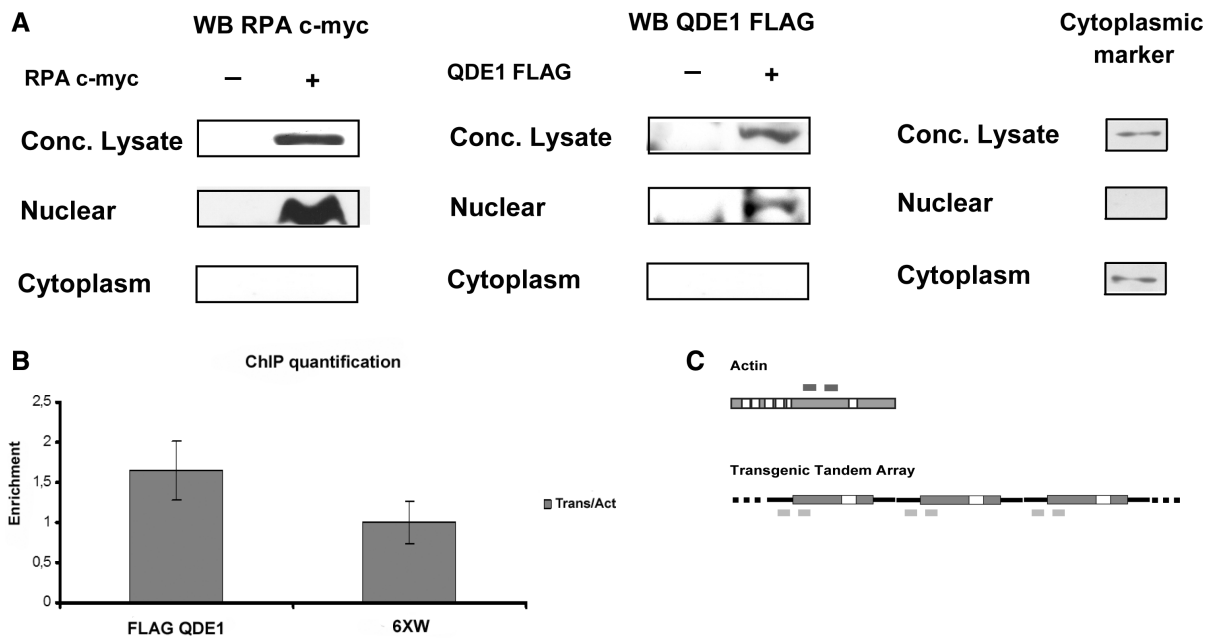 A
WB RPA c-myc
RPA c-myc − +
Conc. Lysate
Nuclear
Cytoplasm
WB QDE1 FLAG
QDE1 FLAG − +
Conc. Lysate
Nuclear
Cytoplasm
Cytoplasmic
marker
Conc. Lysate
Nuclear
Cytoplasm
B
ChIP quantification
Enrichment
2,5
2
1,5
1
0,5
0
FLAG QDE1
6XW
Trans/Act
C
Actin
Transgenic Tandem Array